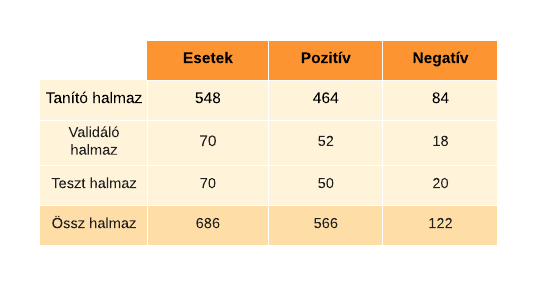 Esetek Pozitív Negatív
Tanító halmaz 548 464 84
Validáló
halmaz 70 52 18
Teszt halmaz 70 50 20
Össz halmaz 686 566 122